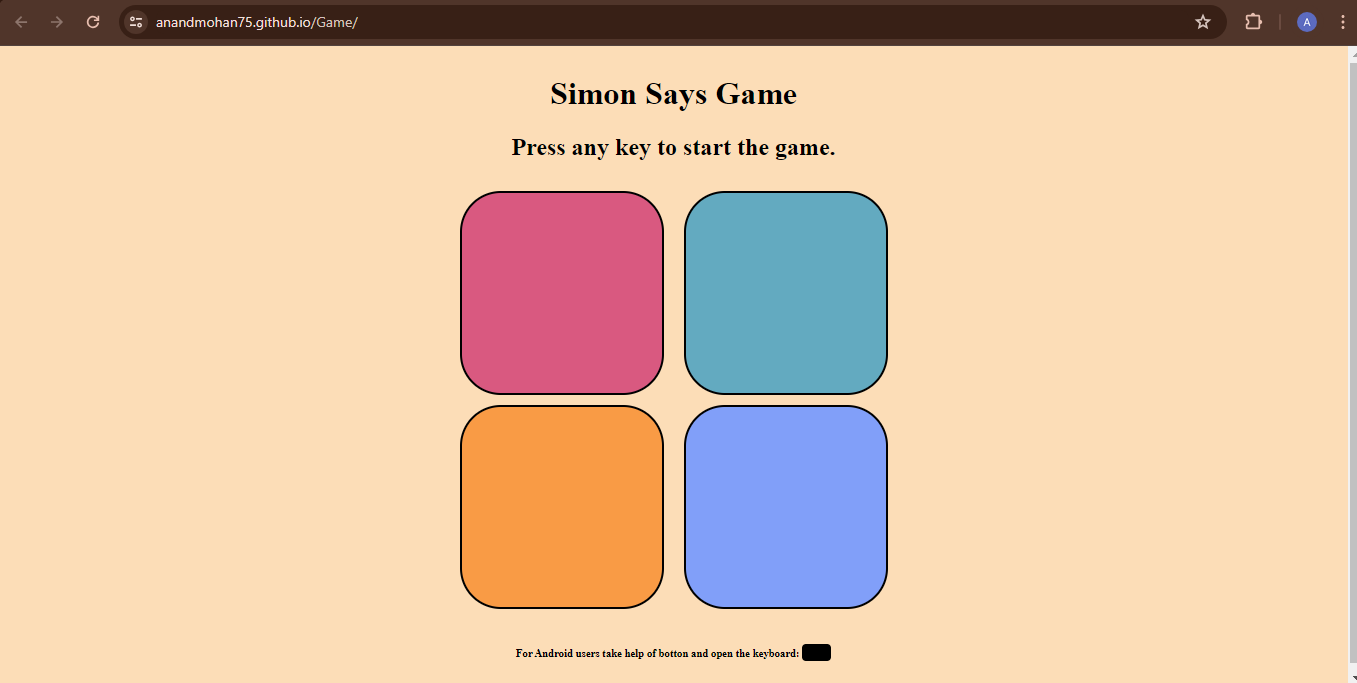 anandmohan75.github.io/Game/
A
Simon Says Game
Press any key to start the game.
For Android users take help of botton and open the keyboard: